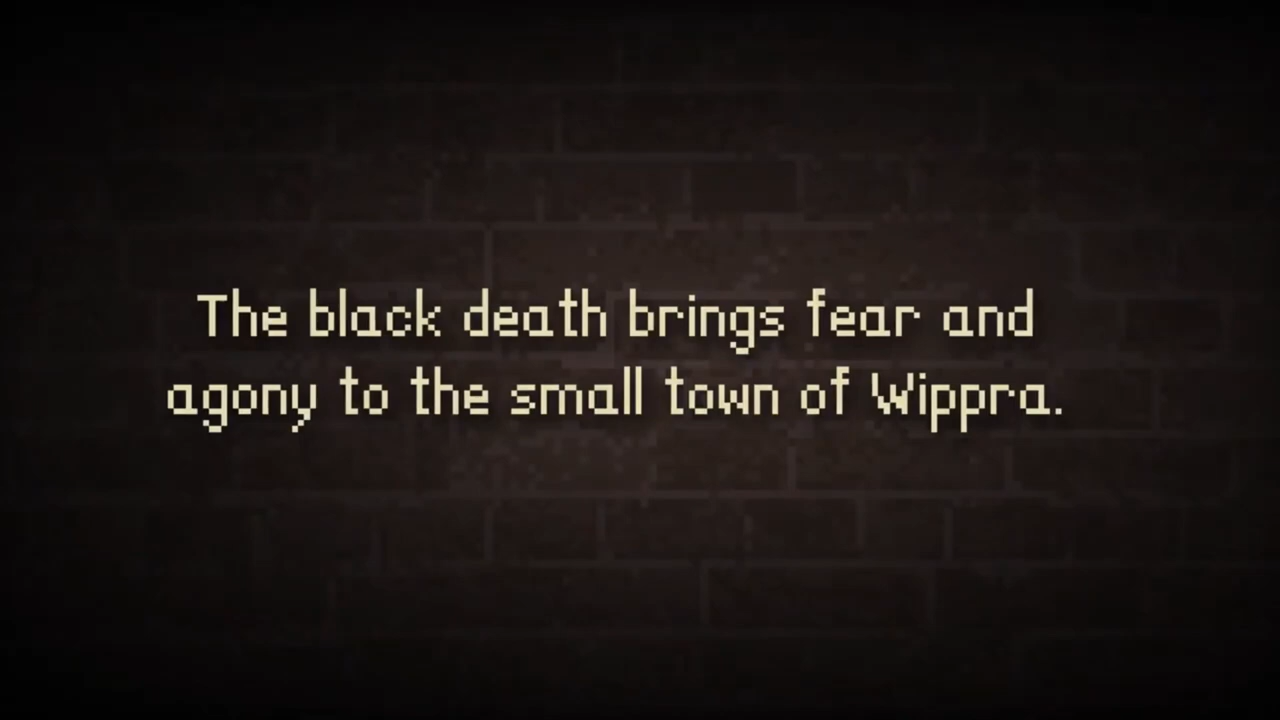 The black death brings fear and
agony to the small town of Wippra.